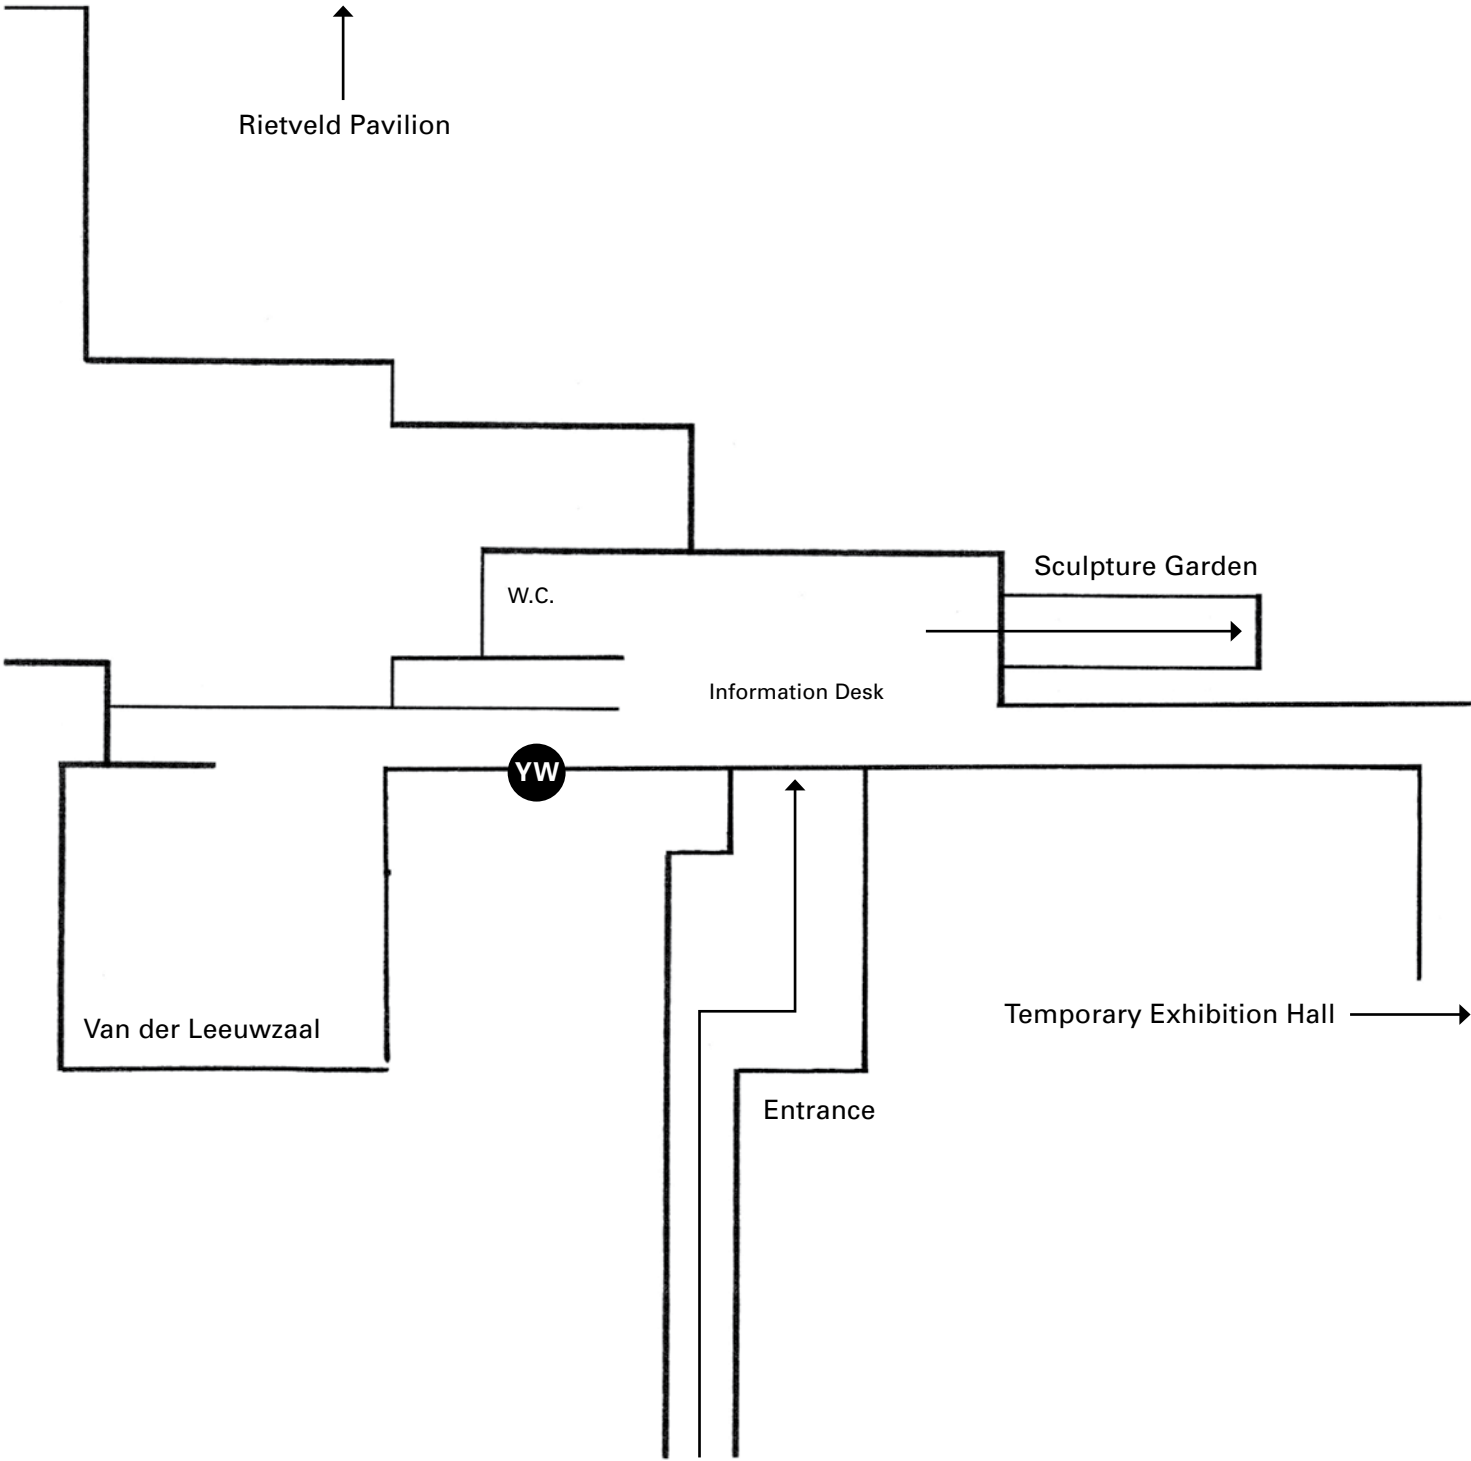 Rietveld Pavilion
Sculpture Garden
W.C.
Information Desk
YW
Van der Leeuwzaal
Temporary Exhibition Hall
Entrance